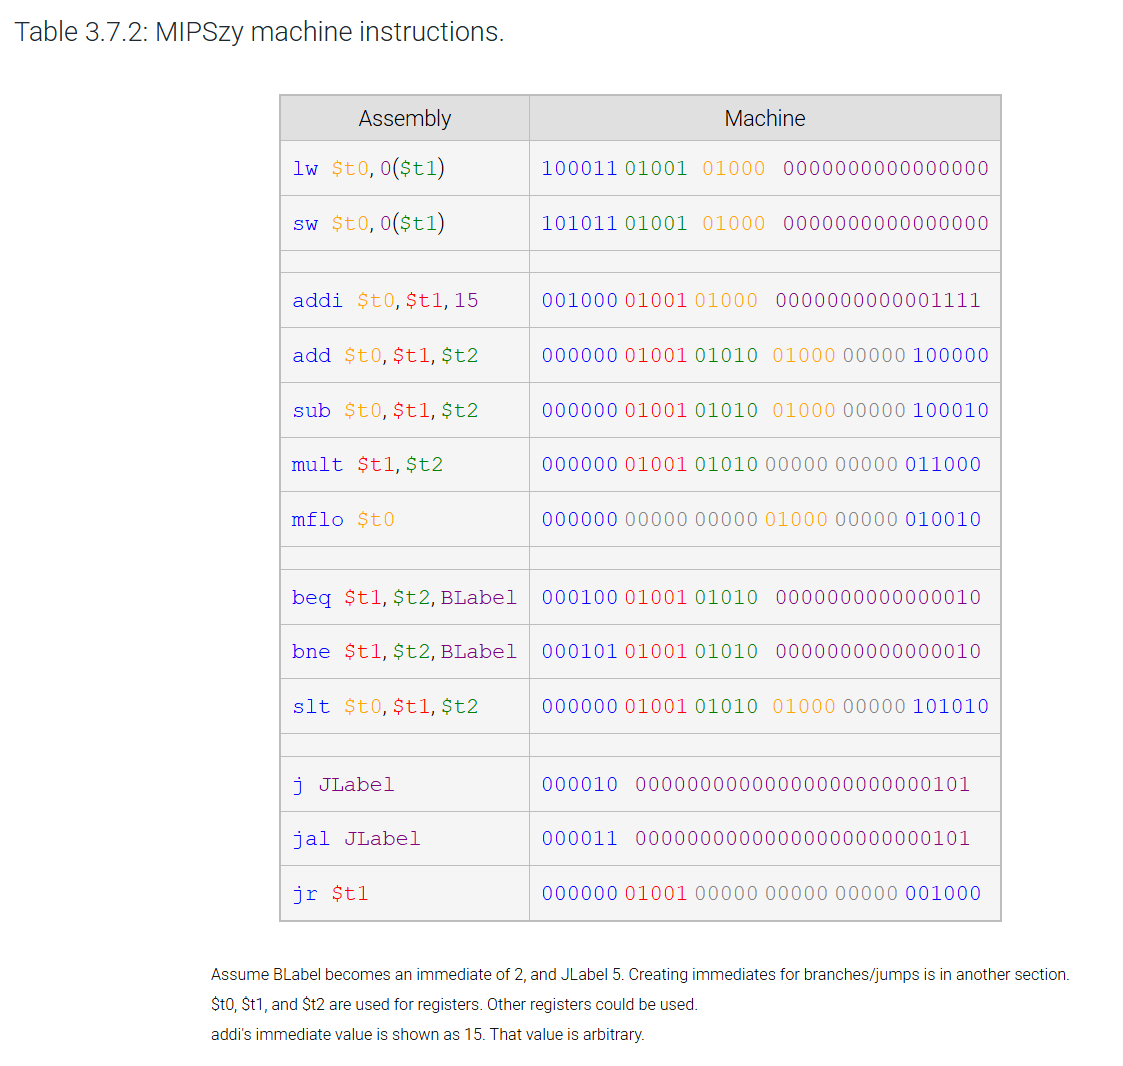 Table 3.7.2: MIPSzy machine instructions.
Assembly Machine
lw $t0, 0($t1) 100011 01001 01000 0000000000000000
sw $t0, 0($t1) 101011 01001 01000 0000000000000000
addi $t0, $t1, 15 001000 01001 01000 0000000000001111
add $t0, $t1, $t2 000000 01001 01010 01000 00000 100000
sub $t0, $t1, $t2 000000 01001 01010 01000 00000 100010
mult $t1, $t2 000000 01001 01010 00000 00000 011000
mflo $t0 000000 00000 00000 01000 00000 010010
beq $t1, $t2, BLabel 000100 01001 01010 0000000000000010
bne $t1, $t2, BLabel 000101 01001 01010 0000000000000010
slt $t0, $t1, $t2 000000 01001 01010 01000 00000 101010
j JLabel 000010 00000000000000000000000101
jal JLabel 000011 00000000000000000000000101
jr $t1 000000 01001 00000 00000 00000 001000
Assume BLabel becomes an immediate of 2, and JLabel 5. Creating immediates for branches/jumps is in another section.
$t0, $t1, and $t2 are used for registers. Other registers could be used.
addi's immediate value is shown as 15. That value is arbitrary.